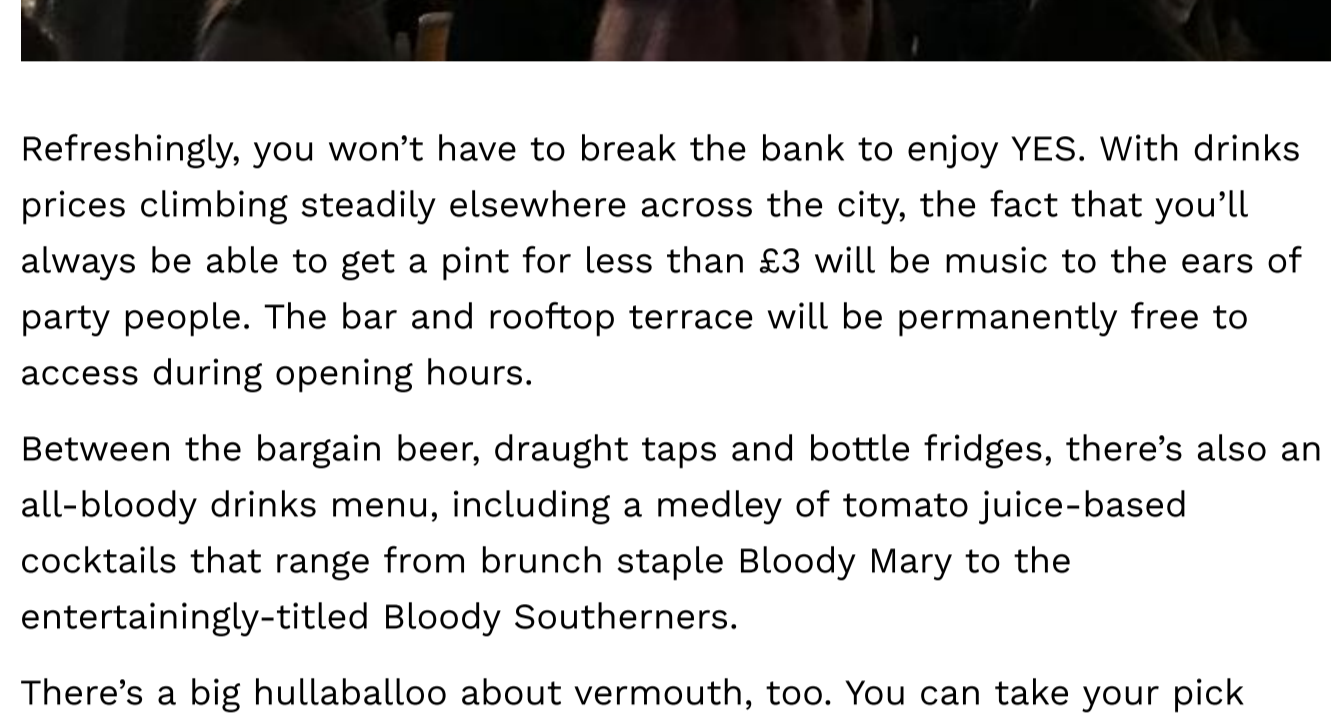 Refreshingly, you won’t have to break the bank to enjoy YES. With drinks
prices climbing steadily elsewhere across the city, the fact that you’ll
always be able to get a pint for less than £3 will be music to the ears of
party people. The bar and rooftop terrace will be permanently free to
access during opening hours.
Between the bargain beer, draught taps and bottle fridges, there’s also an
all-bloody drinks menu, including a medley of tomato juice-based
cocktails that range from brunch staple Bloody Mary to the
entertainingly-titled Bloody Southerners.
There’s a big hullaballoo about vermouth, too. You can take your pick